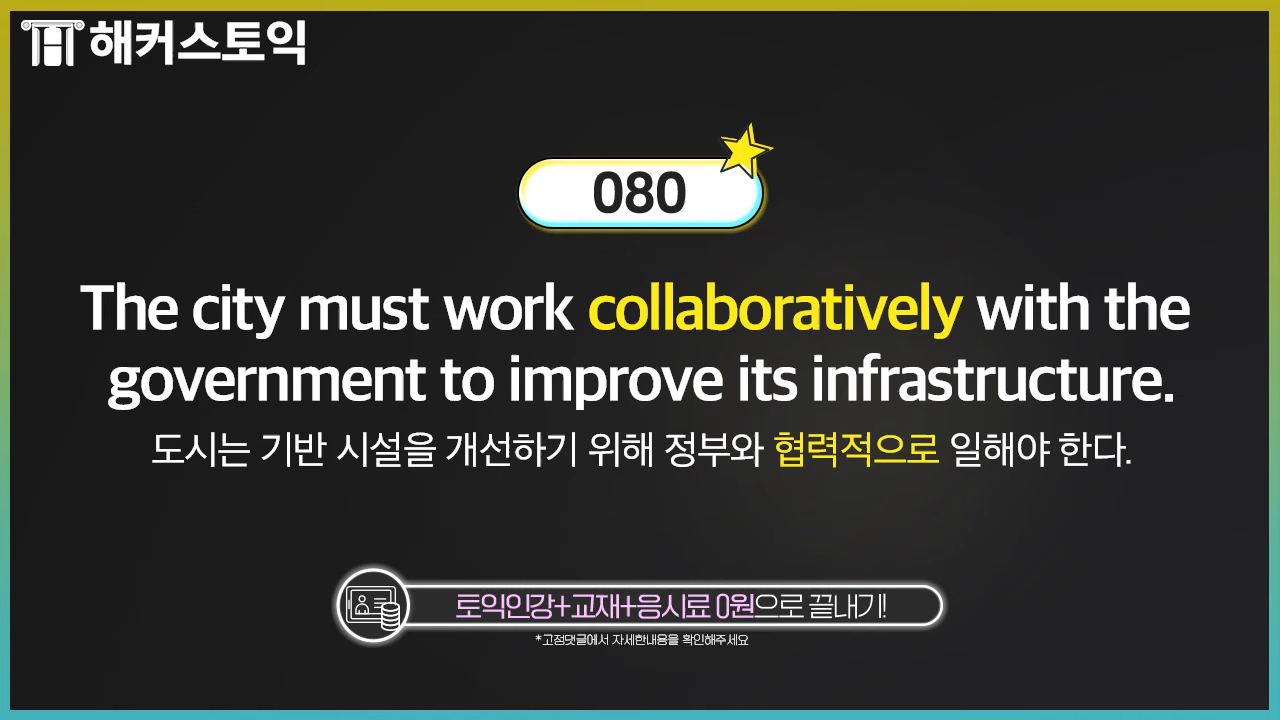 해커스토익
080
The city must work collaboratively with the
government to improve its infrastructure.
도시는 기반 시설을 개선하기 위해 정부와 협력적으로 일해야 한다.
토익인강+교재+응시료 0원으로 끝내기!
*고정댓글에서 자세한내용을 확인해주세요